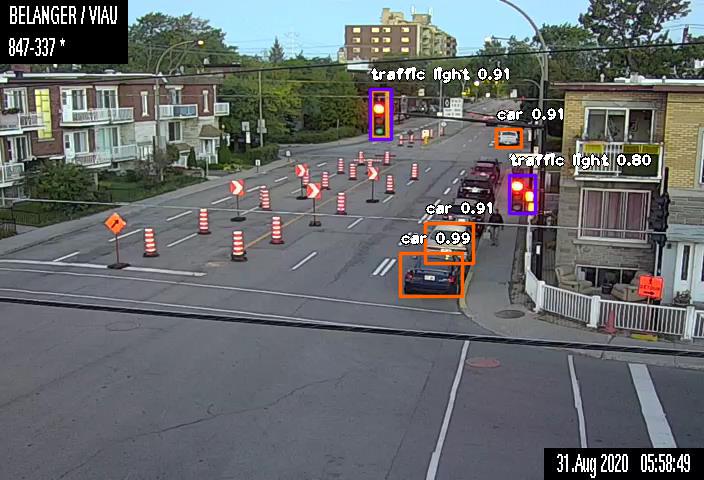 BELANGER / VIAU
847-337 *
traffic light 0.91
car 0.91
traffic light 0.80
car 0.91
car 0.99
31.Aug 2020 05:58:49